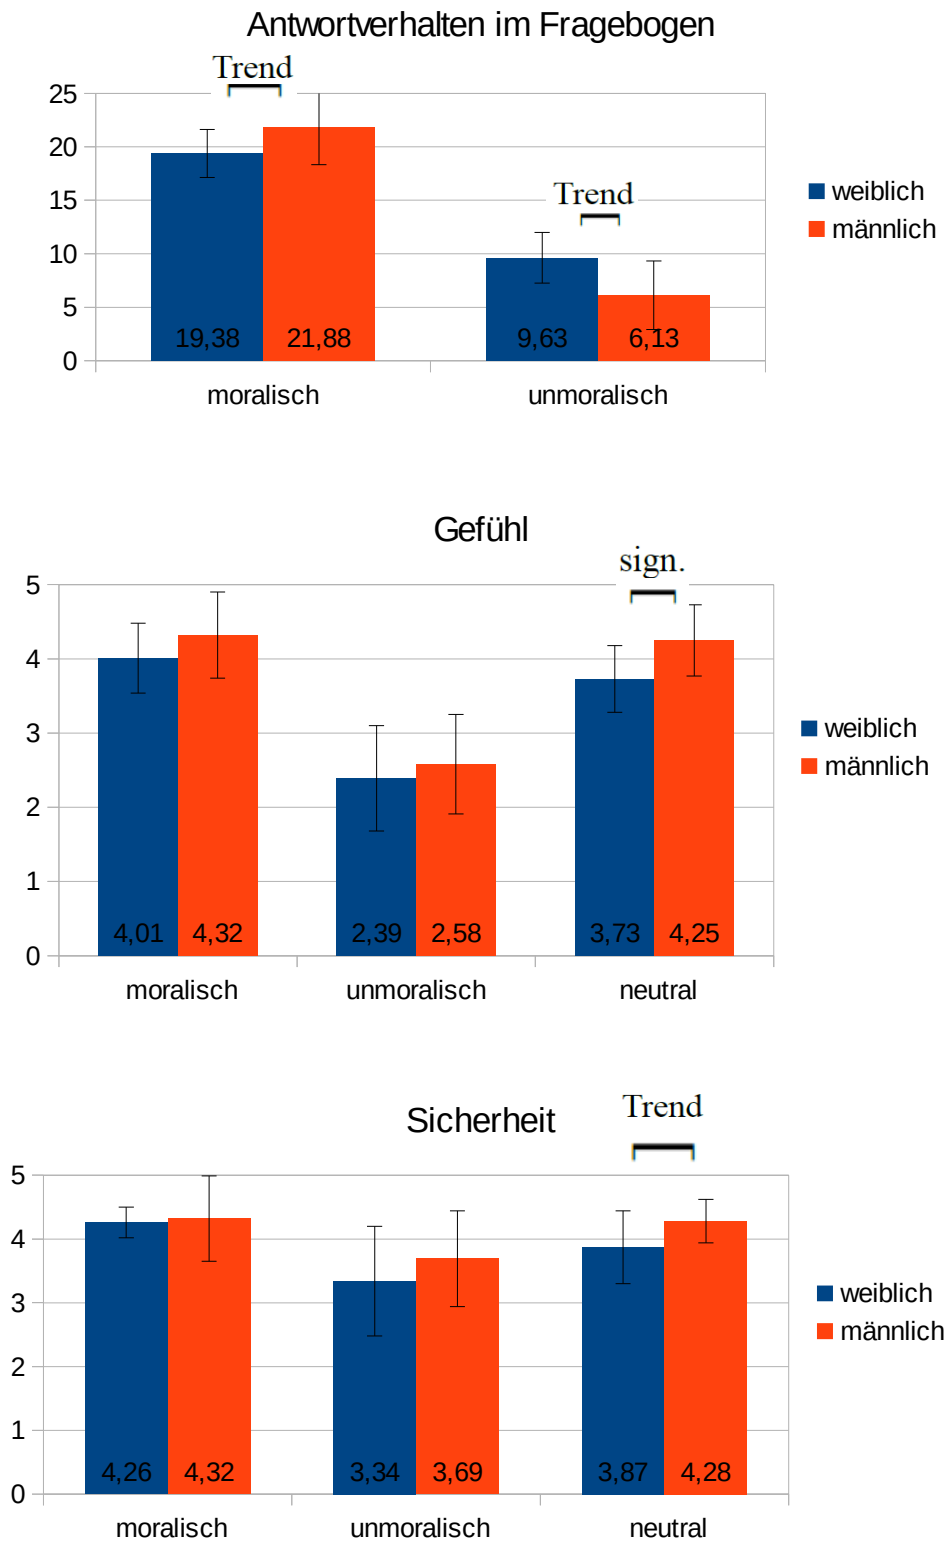 Antwortverhalten im Fragebogen
Trend
25
20
15
10
5
0
Trend
19,38 21,88 9,63 6,13
moralisch unmoralisch
weiblich
männlich
Gefühl
sign.
5
4
3
2
1
0
4,01 4,32 2,39 2,58 3,73 4,25
moralisch unmoralisch neutral
weiblich
männlich
Sicherheit
Trend
5
4
3
2
1
0
4,26 4,32 3,34 3,69 3,87 4,28
moralisch unmoralisch neutral
weiblich
männlich